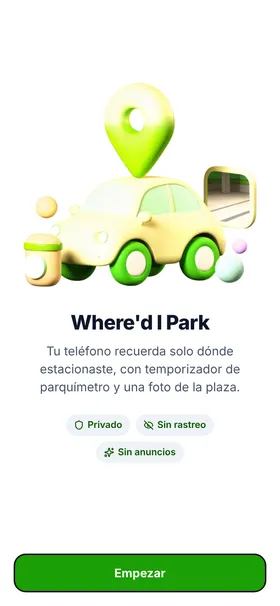 Where'd I Park
Tu teléfono recuerda solo dónde
estacionaste, con temporizador de
parquímetro y una foto de la plaza.
Privado
Sin rastreo
Sin anuncios
Empezar